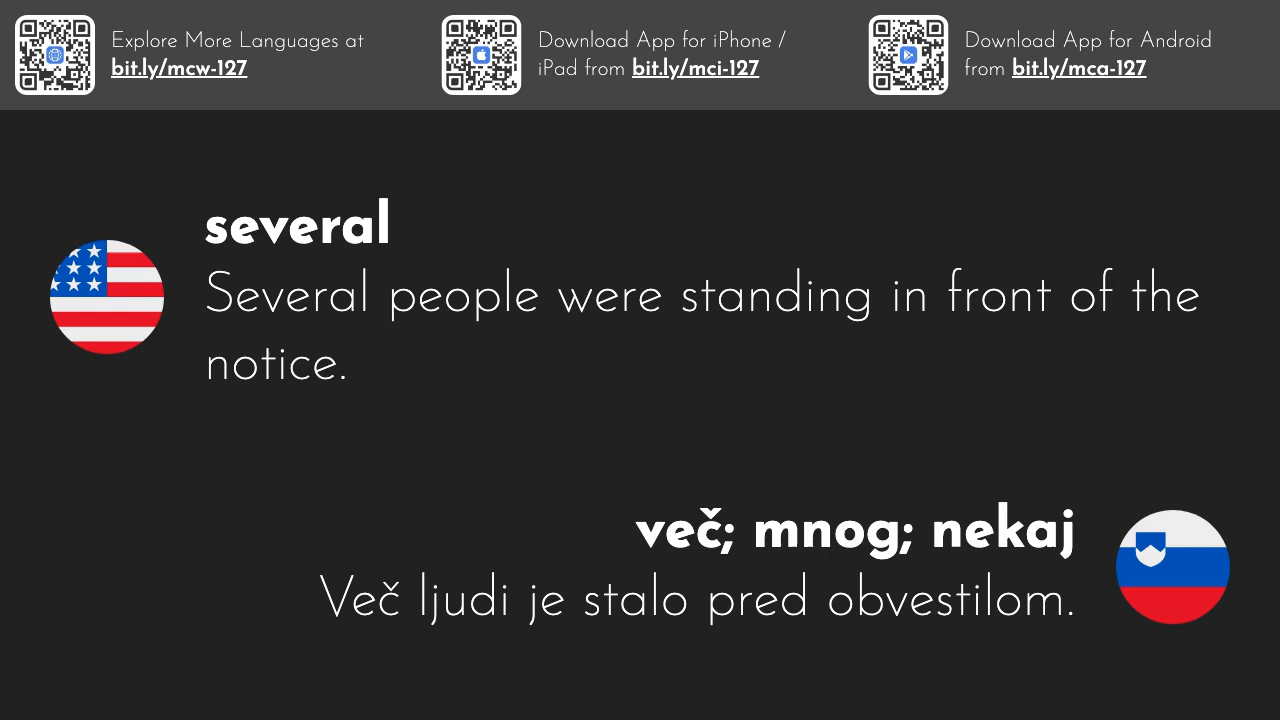 Explore More Languages at
bit.ly/mcw-127
Download App for iPhone /
iPad from bit.ly/mci-127
Download App for Android
from bit.ly/mca-127
several
Several people were standing in front of the
notice.
več; mnog; nekaj
Več ljudi je stalo pred obvestilom.